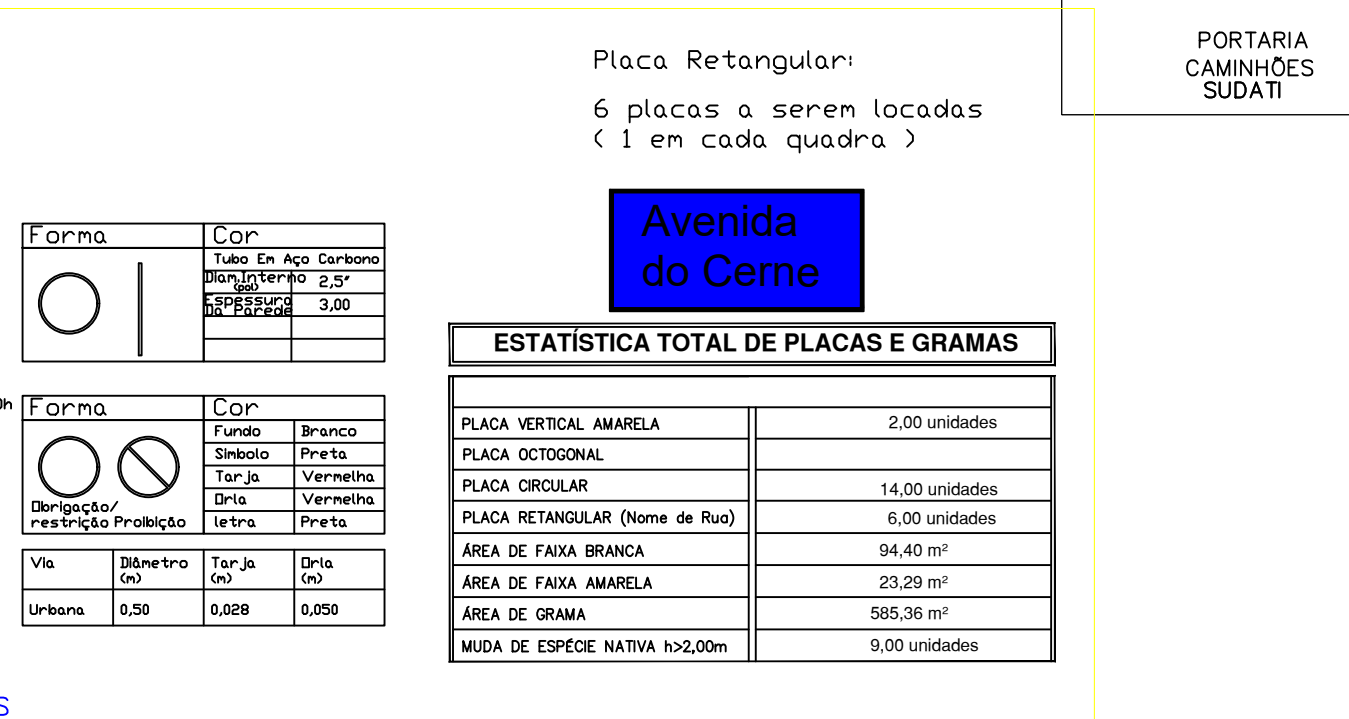 PORTARIA
CAMINHÕES
SUDATI
Placa Retangular:
6 placas a serem locadas
( 1 em cada quadra )
Avenida
do Cerne
Forma Cor
Tubo Em Aço Carbono
Diam.Interno (pol) 2,5"
Espessura Da Parede 3,00
0h
Forma Cor
Fundo Branco
Simbolo Preta
Tarja Vermelha
Orla Vermelha
letra Preta
Obrigação/
restrição Proibição
Via Diâmetro (m) Tarja (m) Orla (m)
Urbana 0,50 0,028 0,050
ESTATÍSTICA TOTAL DE PLACAS E GRAMAS
PLACA VERTICAL AMARELA 2,00 unidades
PLACA OCTOGONAL
PLACA CIRCULAR 14,00 unidades
PLACA RETANGULAR (Nome de Rua) 6,00 unidades
ÁREA DE FAIXA BRANCA 94,40 m²
ÁREA DE FAIXA AMARELA 23,29 m²
ÁREA DE GRAMA 585,36 m²
MUDA DE ESPÉCIE NATIVA h>2,00m 9,00 unidades
S